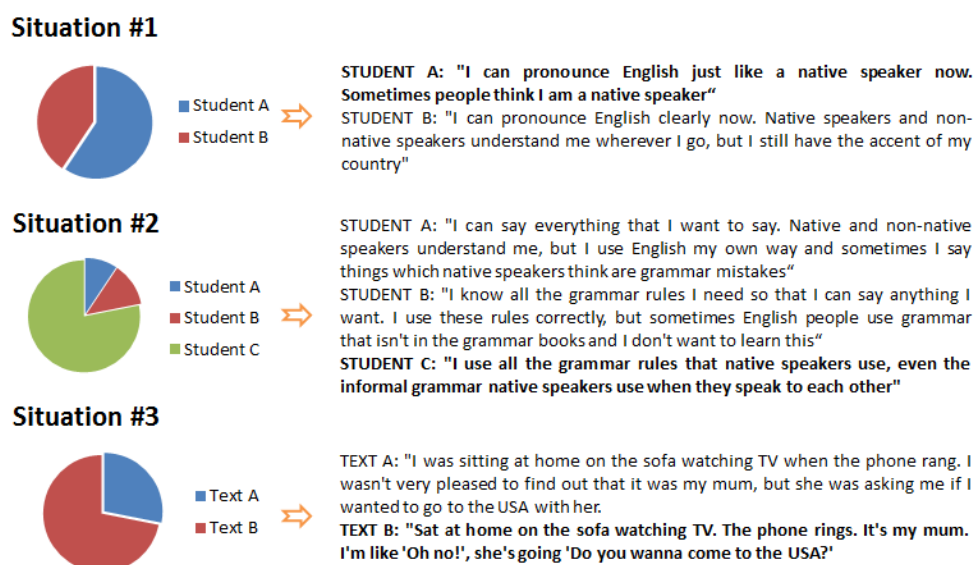 Situation #1
Student A
Student B
STUDENT A: "I can pronounce English just like a native speaker now.
Sometimes people think I am a native speaker“
STUDENT B: "I can pronounce English clearly now. Native speakers and non-
native speakers understand me wherever I go, but I still have the accent of my
country"
Situation #2
Student A
Student B
Student C
STUDENT A: "I can say everything that I want to say. Native and non-native
speakers understand me, but I use English my own way and sometimes I say
things which native speakers think are grammar mistakes“
STUDENT B: "I know all the grammar rules I need so that I can say anything I
want. I use these rules correctly, but sometimes English people use grammar
that isn't in the grammar books and I don't want to learn this“
STUDENT C: "I use all the grammar rules that native speakers use, even the
informal grammar native speakers use when they speak to each other"
Situation #3
Text A
Text B
TEXT A: "I was sitting at home on the sofa watching TV when the phone rang. I
wasn't very pleased to find out that it was my mum, but she was asking me if I
wanted to go to the USA with her.
TEXT B: "Sat at home on the sofa watching TV. The phone rings. It's my mum.
I'm like 'Oh no!', she's going 'Do you wanna come to the USA?'